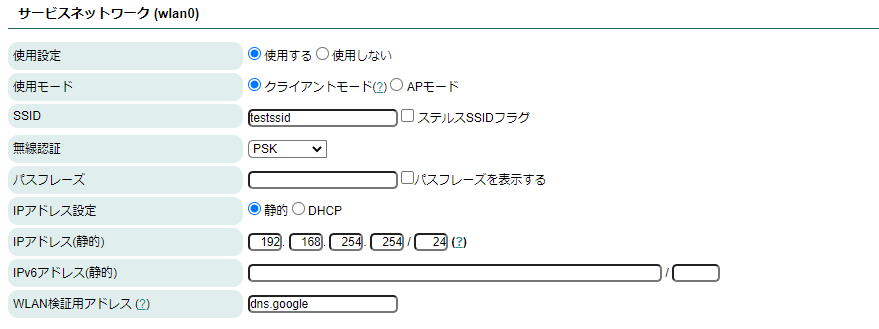 サービスネットワーク (wlan0)
使用設定 使用する 使用しない
使用モード クライアントモード(?) APモード
SSID testssid ステルスSSIDフラグ
無線認証 PSK
パスフレーズ パスフレーズを表示する
IPアドレス設定 静的 DHCP
IPアドレス(静的) 192. 168. 254. 254 / 24 (?)
IPv6アドレス(静的) /
WLAN検証用アドレス (?) dns.google